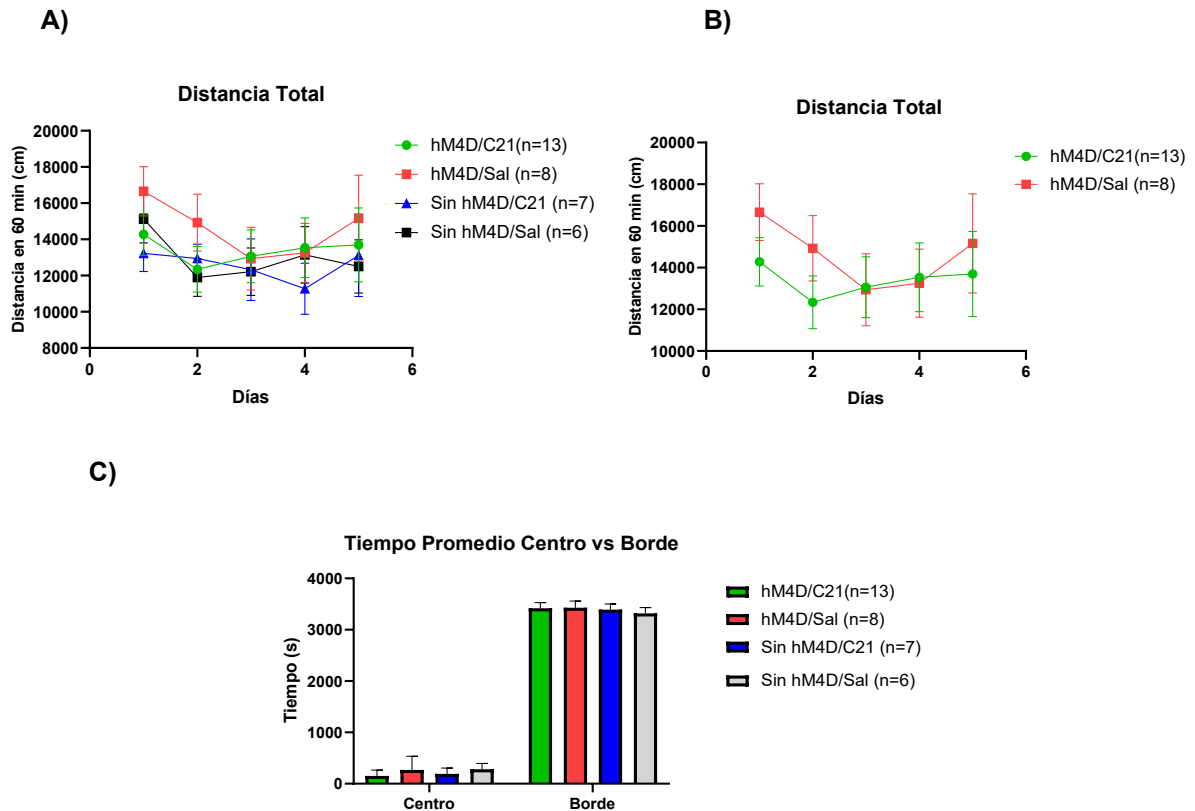 A)
Distancia Total
Distancia en 60 min (cm)
20000
18000
16000
14000
12000
10000
8000
0
2
4
6
Días
hM4D/C21(n=13)
hM4D/Sal (n=8)
Sin hM4D/C21 (n=7)
Sin hM4D/Sal (n=6)
B)
Distancia Total
Distancia en 60 min (cm)
20000
18000
16000
14000
12000
10000
0
2
4
6
Días
hM4D/C21(n=13)
hM4D/Sal (n=8)
C)
Tiempo Promedio Centro vs Borde
Tiempo (s)
4000
3000
2000
1000
0
Centro
Borde
hM4D/C21(n=13)
hM4D/Sal (n=8)
Sin hM4D/C21 (n=7)
Sin hM4D/Sal (n=6)